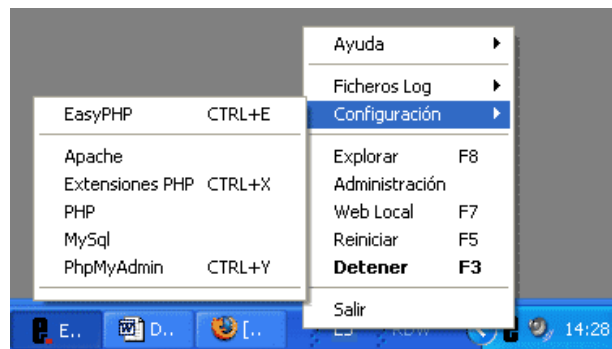 Ayuda
Ficheros Log
Configuración
Explorar F8
Administración
Web Local F7
Reiniciar F5
Detener F3
Salir
EasyPHP CTRL+E
Apache
Extensiones PHP CTRL+X
PHP
MySql
PhpMyAdmin CTRL+Y
E.. D.. [.. ES 14:28